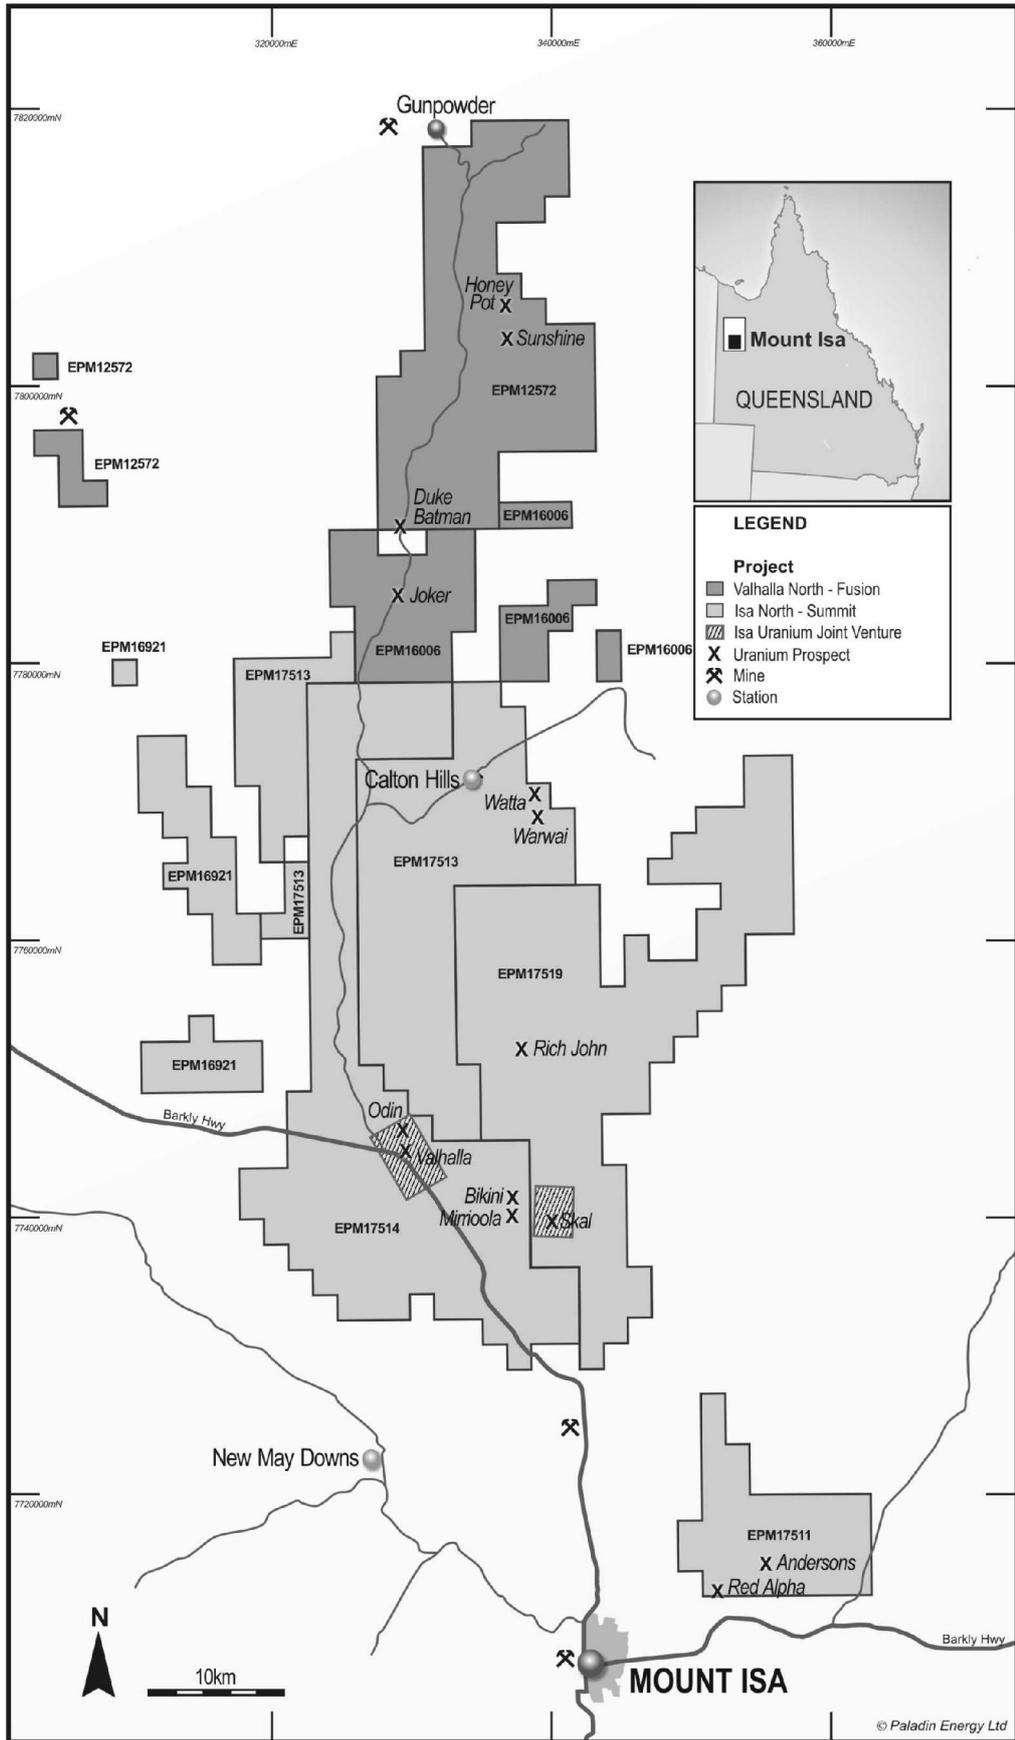 320000mE
340000mE
360000mE
7820000mN
Gunpowder
Honey
Pot
Sunshine
EPM12572
EPM12572
7800000mN
EPM12572
Duke
Batman
EPM16006
Joker
EPM16006
EPM16006
EPM16006
EPM16921
7780000mN
EPM17513
Calton Hills
Watta
Warwai
EPM17513
EPM16921
EPM17513
7760000mN
EPM17519
Rich John
EPM16921
Barkly Hwy
Odin
Valhalla
Bikini
Mirrioola
Skal
EPM17514
7740000mN
New May Downs
7720000mN
EPM17511
Andersons
Red Alpha
Barkly Hwy
MOUNT ISA
N
10km
© Paladin Energy Ltd
Mount Isa
QUEENSLAND
LEGEND
Project
Valhalla North - Fusion
Isa North - Summit
Isa Uranium Joint Venture
Uranium Prospect
Mine
Station